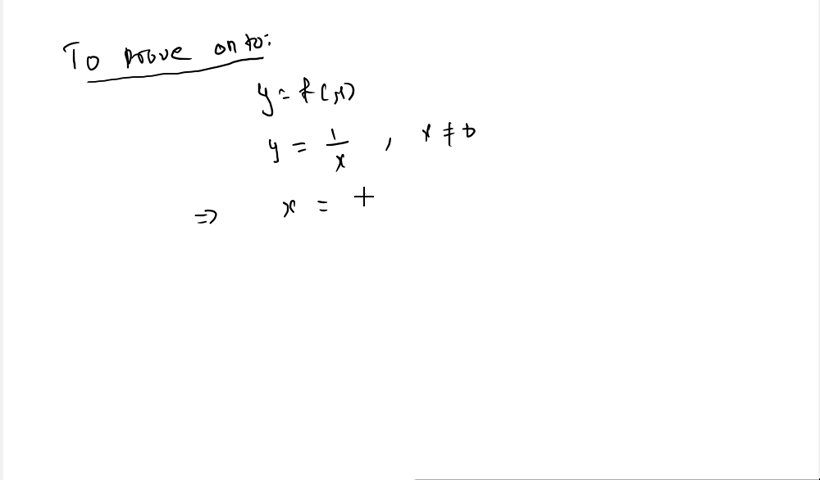 To prove onto:
y = f(x)
y = 1/x , x ≠ 0
⇒ x =